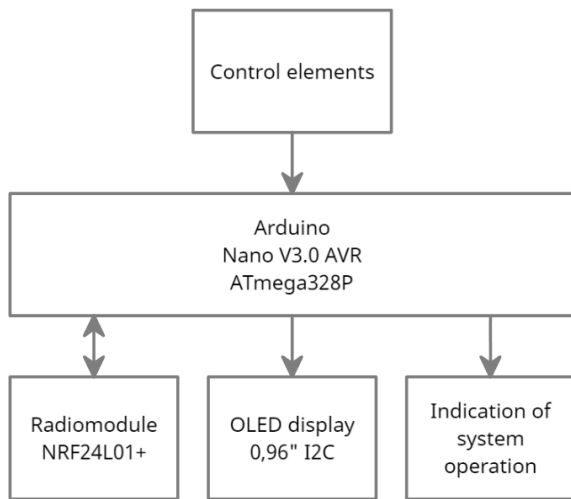 Control elements
Arduino
Nano V3.0 AVR
ATmega328P
Radiomodule
NRF24L01+
OLED display
0,96" I2C
Indication of
system
operation